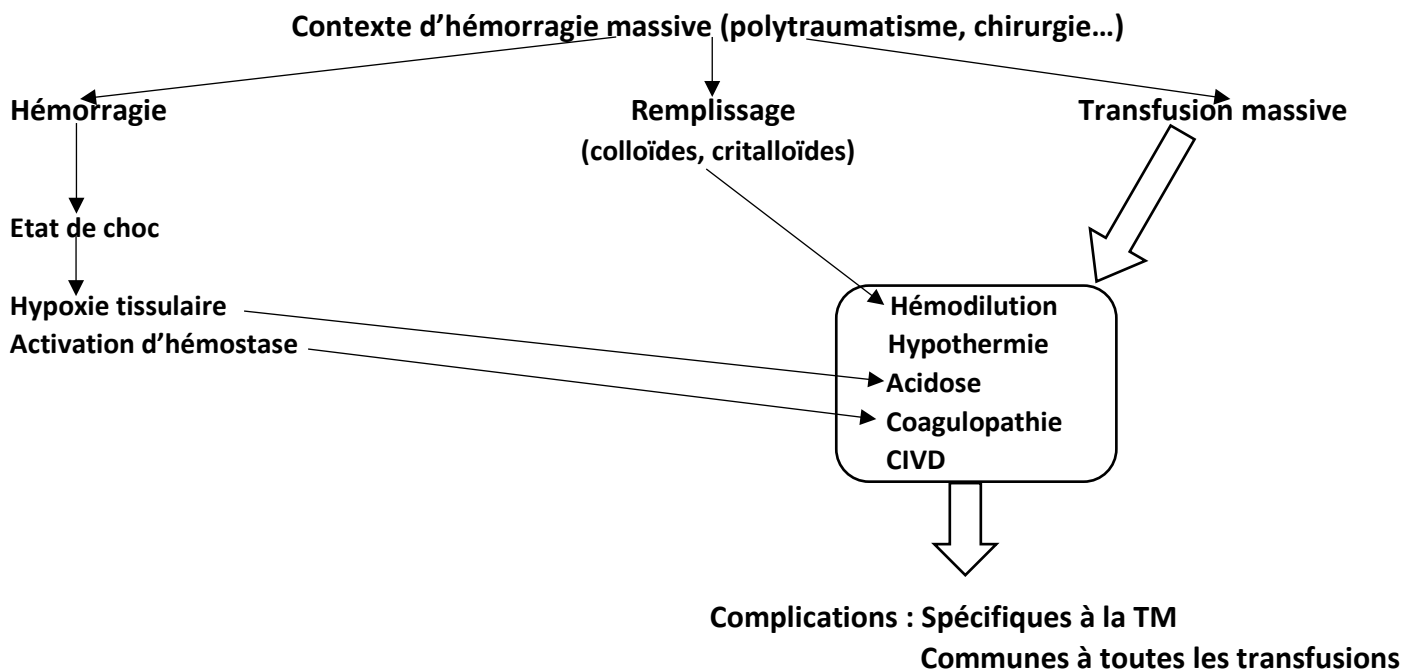 Contexte d’hémorragie massive (polytraumatisme, chirurgie…)
Hémorragie
Remplissage
(colloïdes, critalloïdes)
Transfusion massive
Etat de choc
Hypoxie tissulaire
Activation d’hémostase
Hémodilution
Hypothermie
Acidose
Coagulopathie
CIVD
Complications : Spécifiques à la TM
Communes à toutes les transfusions